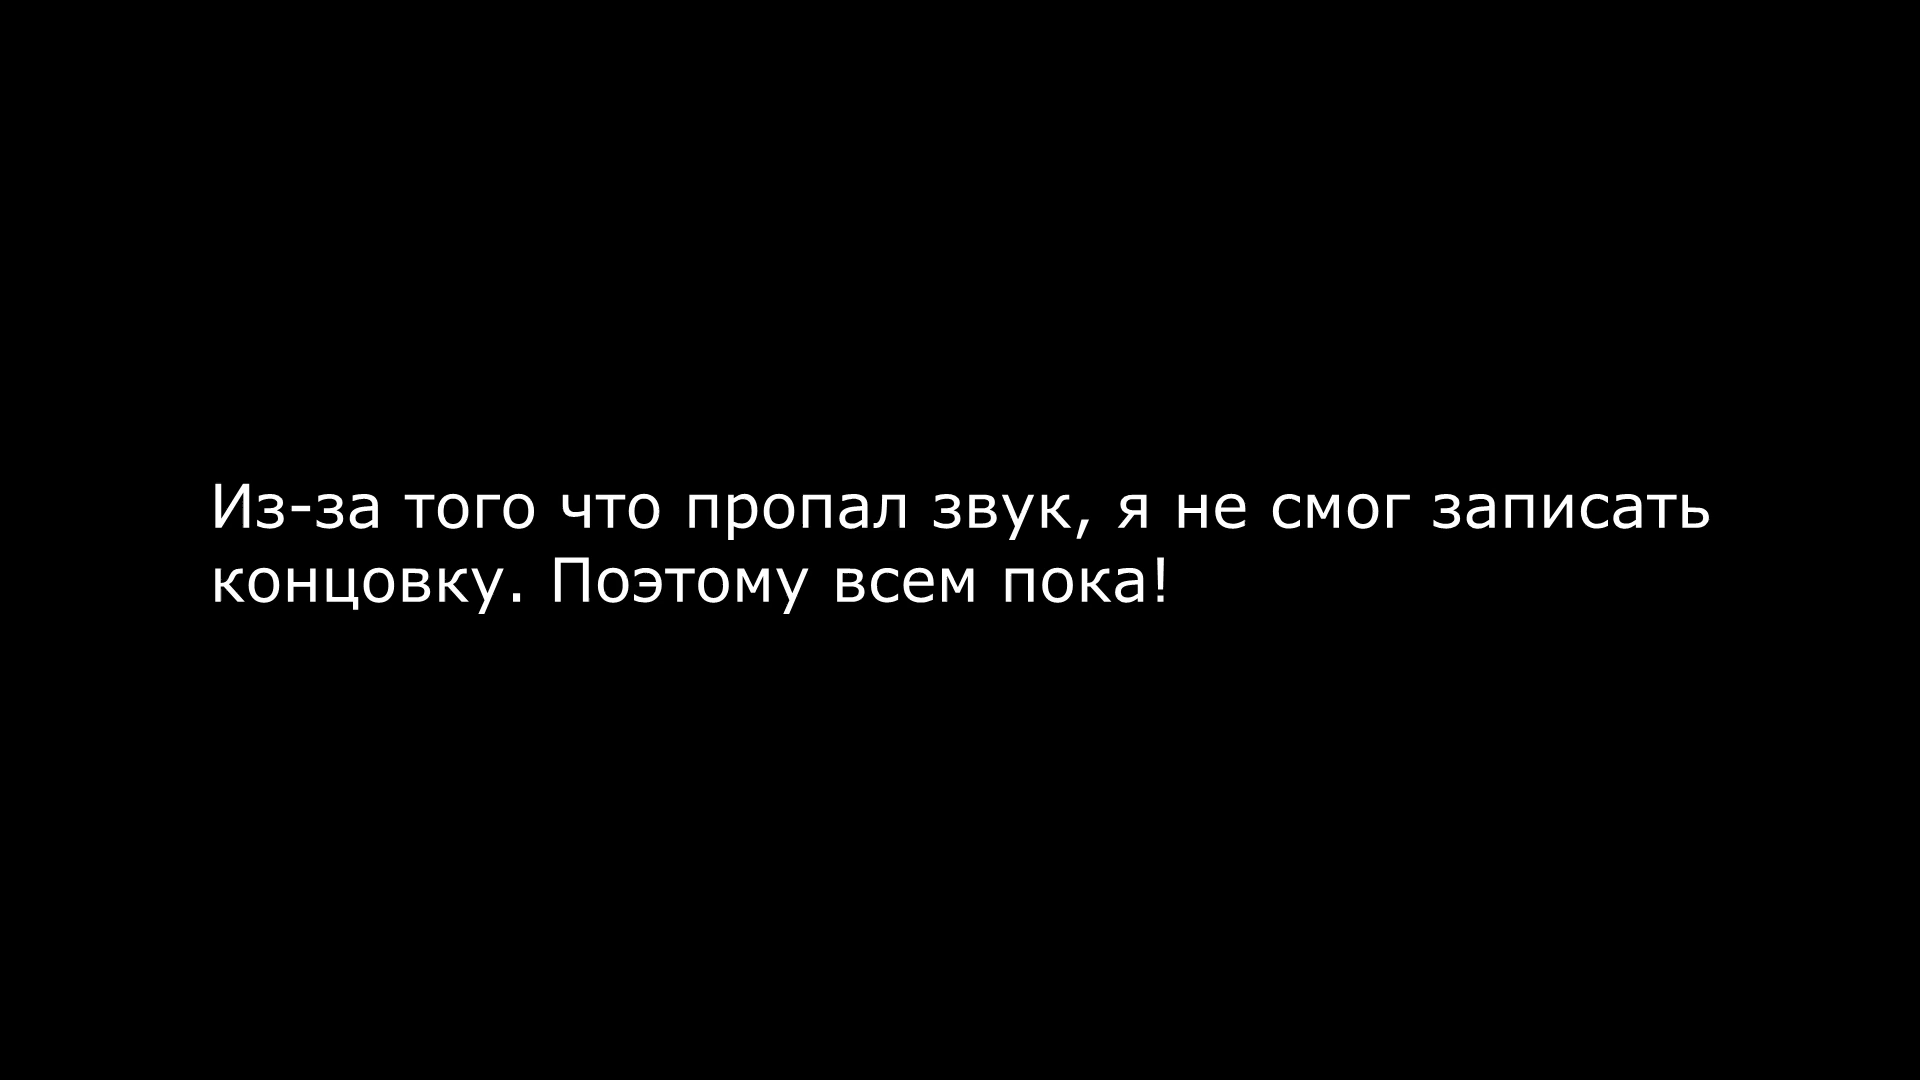 Из-за того что пропал звук, я не смог записать
концовку. Поэтому всем пока!